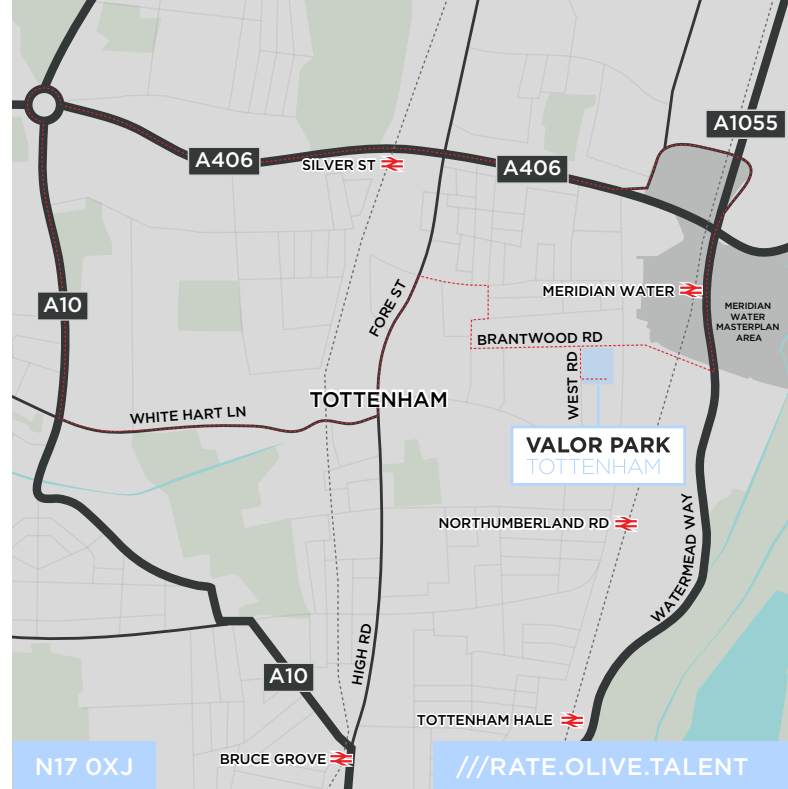 A1055
A406
SILVER ST
A406
MERIDIAN WATER
A10
FORE ST
MERIDIAN
WATER
MASTERPLAN
AREA
BRANTWOOD RD
WEST RD
TOTTENHAM
WHITE HART LN
VALOR PARK
TOTTENHAM
NORTHUMBERLAND RD
WATERMEAD WAY
HIGH RD
A10
TOTTENHAM HALE
BRUCE GROVE
N17 0XJ
///RATE.OLIVE.TALENT